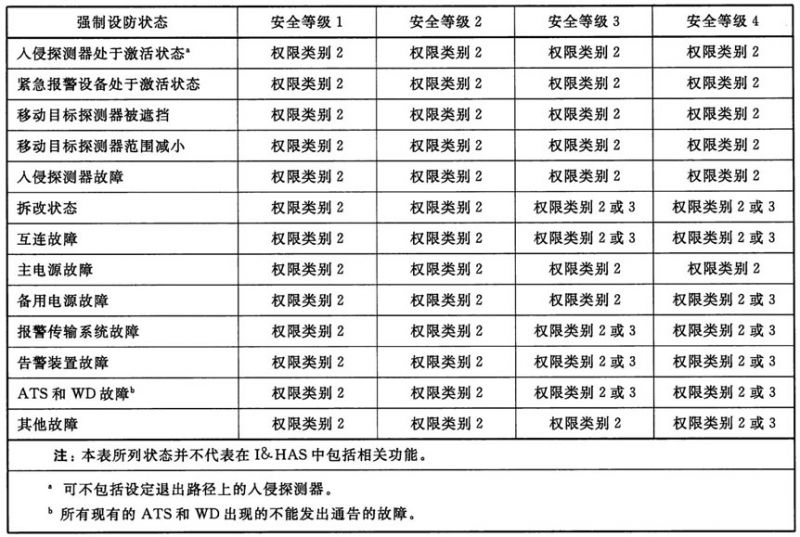 强制设防状态 安全等级 1 安全等级 2 安全等级 3 安全等级 4
入侵探测器处于激活状态ᵃ 权限类别 2 权限类别 2 权限类别 2 权限类别 2
紧急报警设备处于激活状态 权限类别 2 权限类别 2 权限类别 2 权限类别 2
移动目标探测器被遮挡 权限类别 2 权限类别 2 权限类别 2 权限类别 2
移动目标探测器范围减小 权限类别 2 权限类别 2 权限类别 2 权限类别 2
入侵探测器故障 权限类别 2 权限类别 2 权限类别 2 权限类别 2
拆改状态 权限类别 2 权限类别 2 权限类别 2 或 3 权限类别 2 或 3
互连故障 权限类别 2 权限类别 2 权限类别 2 或 3 权限类别 2 或 3
主电源故障 权限类别 2 权限类别 2 权限类别 2 权限类别 2
备用电源故障 权限类别 2 权限类别 2 权限类别 2 权限类别 2 或 3
报警传输系统故障 权限类别 2 权限类别 2 权限类别 2 或 3 权限类别 2 或 3
告警装置故障 权限类别 2 权限类别 2 权限类别 2 或 3 权限类别 2 或 3
ATS 和 WD 故障ᵇ 权限类别 2 权限类别 2 权限类别 2 或 3 权限类别 2 或 3
其他故障 权限类别 2 权限类别 2 权限类别 2 权限类别 2 或 3
注：本表所列状态并不代表在 I&HAS 中包括相关功能。
ᵃ 可不包括设定退出路径上的入侵探测器。
ᵇ 所有现有的 ATS 和 WD 出现的不能发出通告的故障。